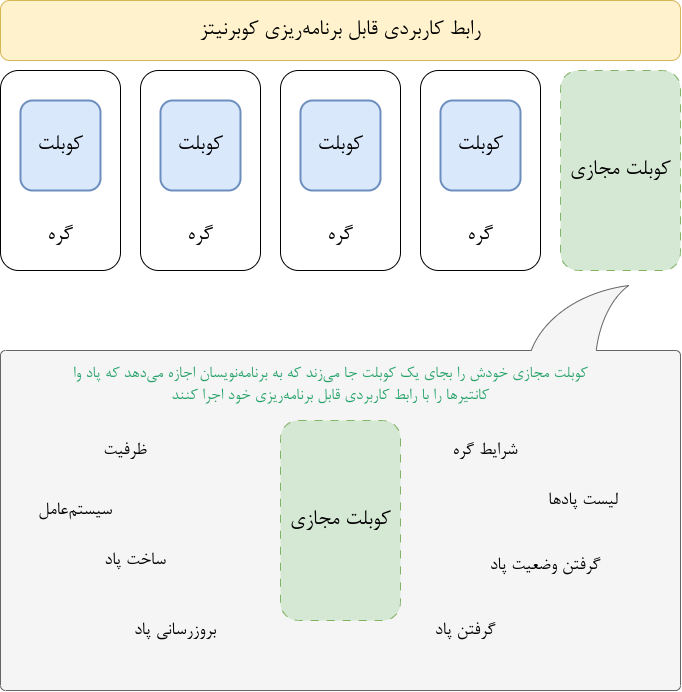 رابط کاربردی قابل برنامه‌ریزی کوبرنیتز
کوبلت
کوبلت
کوبلت
کوبلت
کوبلت مجازی
گره
گره
گره
گره
کوبلت مجازی خودش را بجای یک کوبلت جا می‌زند که به برنامه‌نویسان اجازه می‌دهد که پاد وا
کانتیرها را با رابط کاربردی قابل برنامه‌ریزی خود اجرا کنند
شرایط گره
ظرفیت
لیست پادها
سیستم‌عامل
کوبلت مجازی
گرفتن وضعیت پاد
ساخت پاد
گرفتن پاد
بروزرسانی پاد